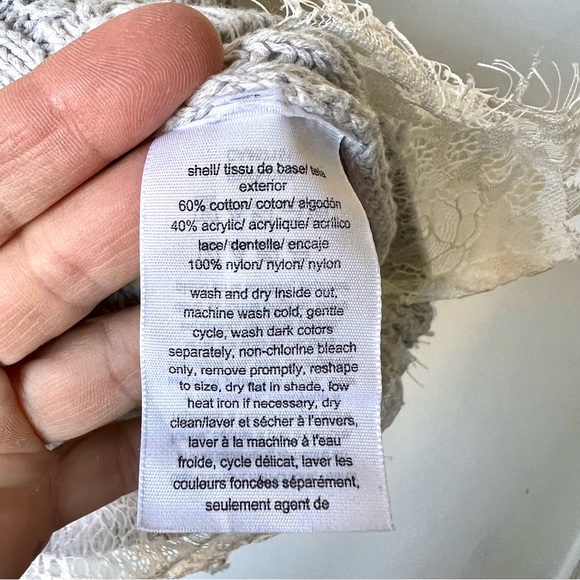 shell/ tissu de base/ tela
exterior
60% cotton/ coton/ algodón
40% acrylic/ acrylique/ acrílico
lace/ dentelle/ encaje
100% nylon/ nylon/ nylon
wash and dry inside out,
machine wash cold, gentle
cycle, wash dark colors
separately, non-chlorine bleach
only, remove promptly, reshape
to size, dry flat in shade, low
heat iron if necessary, dry
clean/laver et sécher à l'envers,
laver à la machine à l'eau
froide, cycle délicat, laver les
couleurs foncées séparément,
seulement agent de